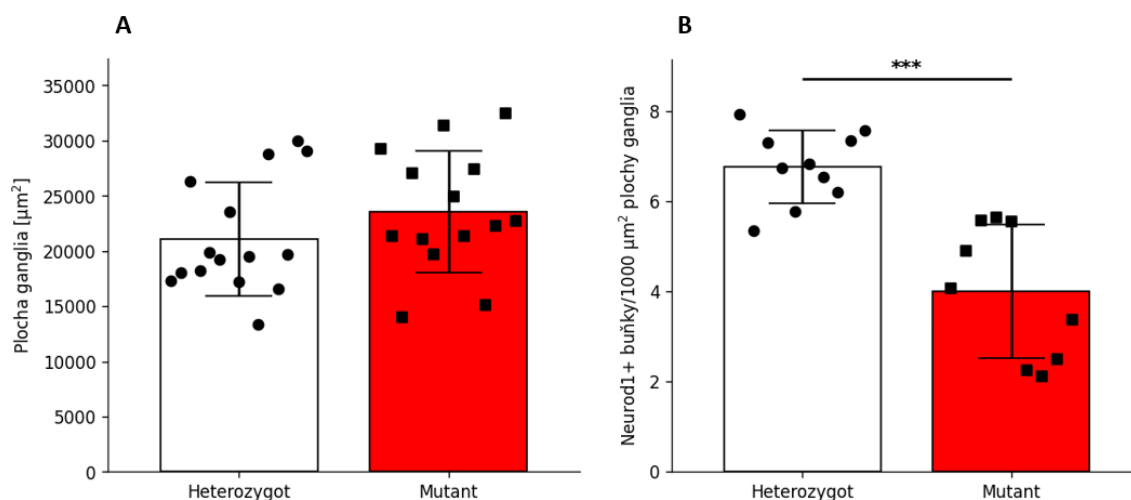 A
Plocha ganglia [µm²]
35000
30000
25000
20000
15000
10000
5000
0
Heterozygot
Mutant
B
Neurod1+ buňky/1000 µm² plochy ganglia
***
8
6
4
2
0
Heterozygot
Mutant